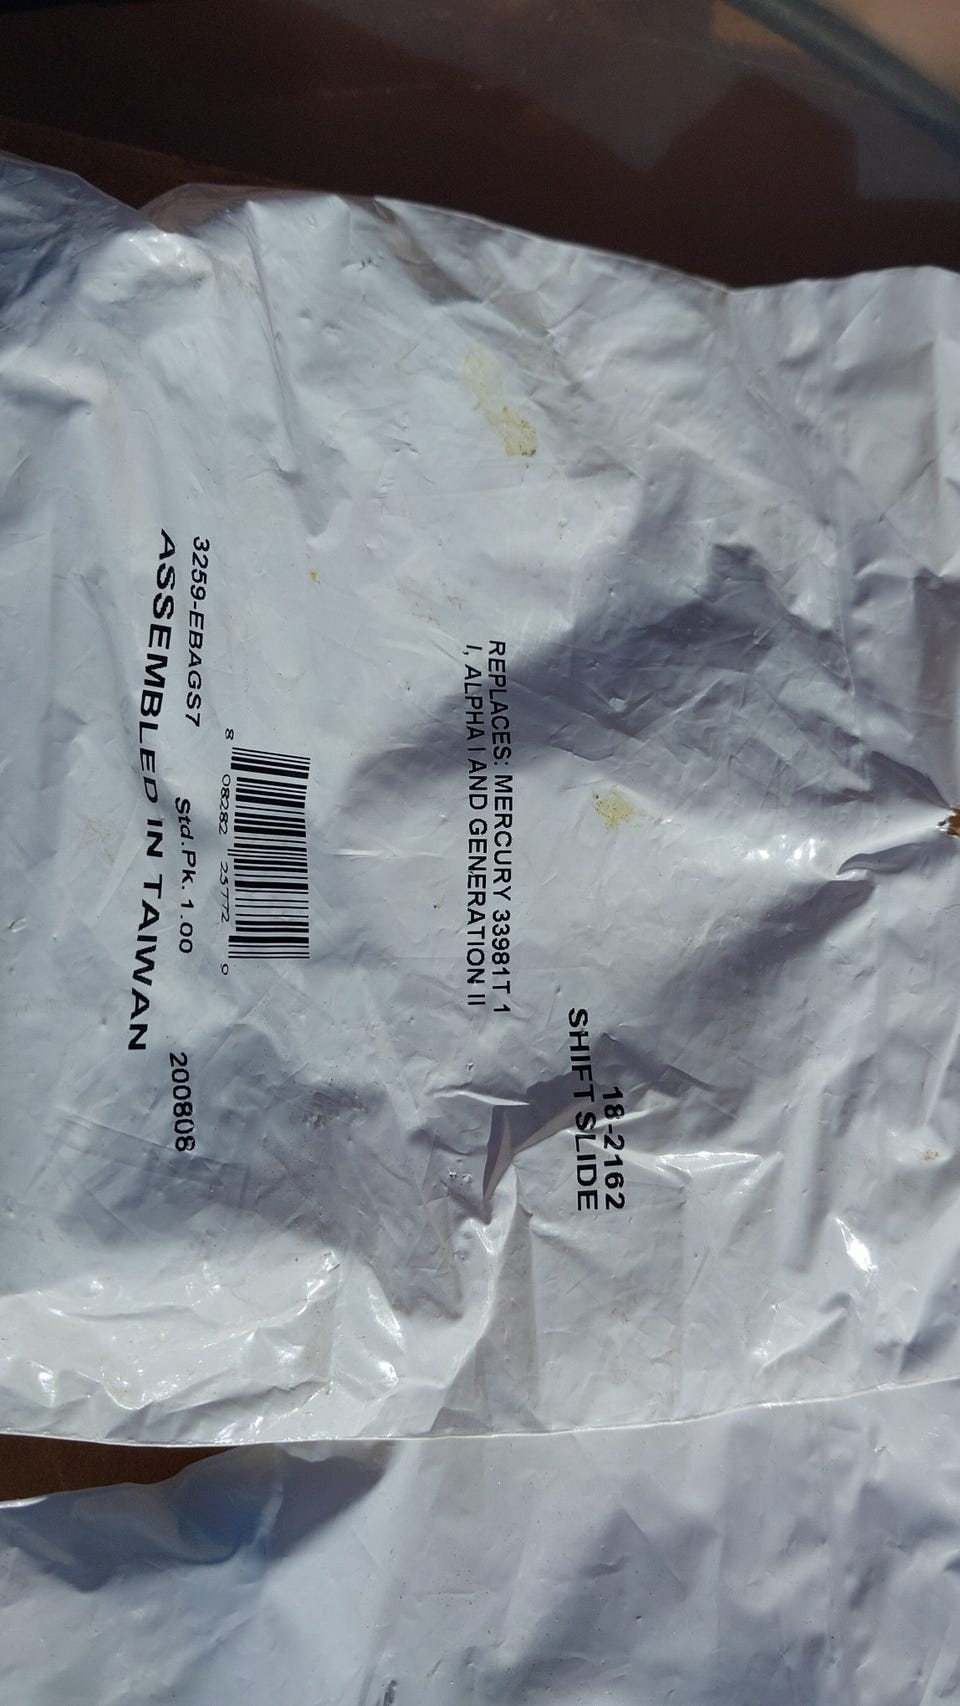 18-2162
SHIFT SLIDE
REPLACES: MERCURY 33981T 1
I, ALPHA I AND GENERATION II
8 08282 25772 0
3259-EBAGS7 Std.Pk. 1.00 200808
ASSEMBLED IN TAIWAN